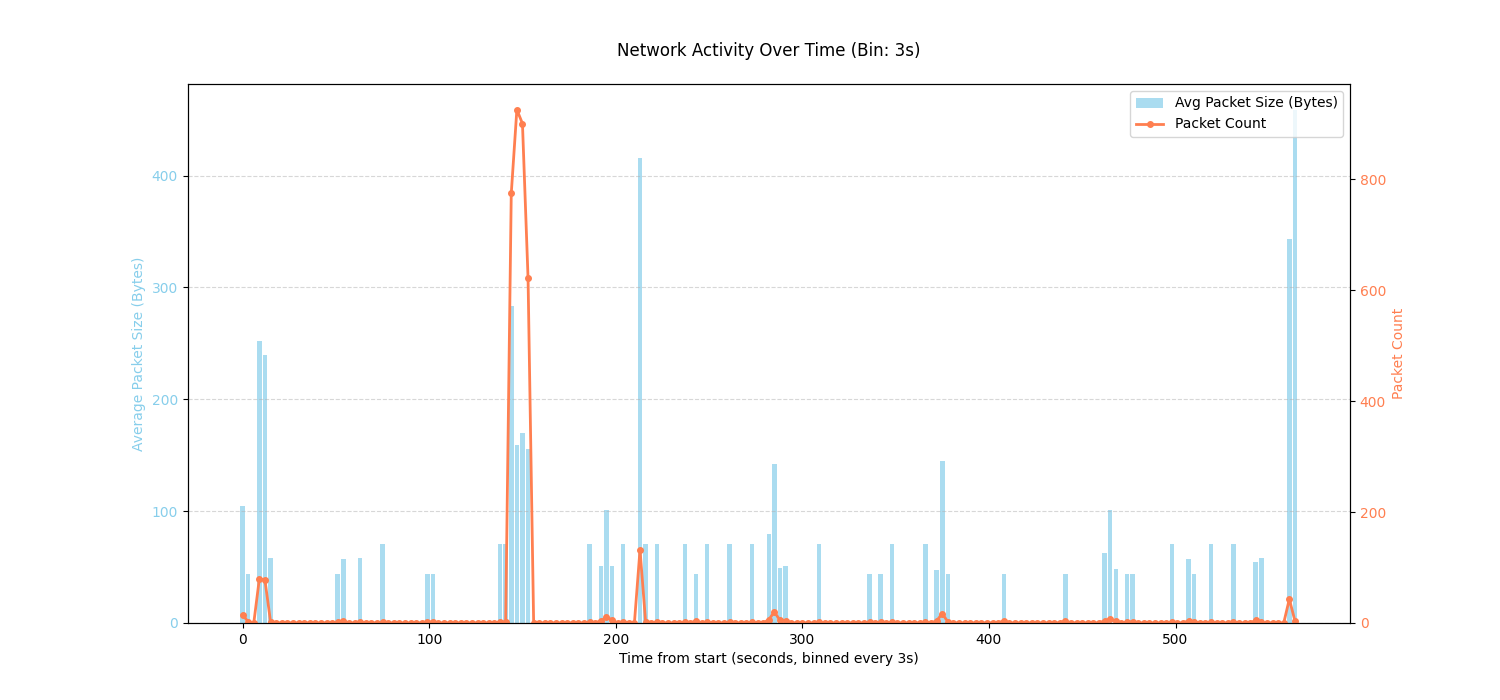 Network Activity Over Time (Bin: 3s)
Avg Packet Size (Bytes)
Packet Count
400
300
200
100
0
Average Packet Size (Bytes)
800
600
400
200
0
Packet Count
0 100 200 300 400 500
Time from start (seconds, binned every 3s)